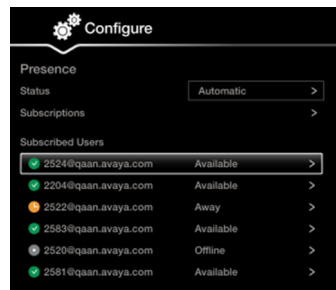 Configure
Presence
Status Automatic >
Subscriptions >
Subscribed Users
2524@qaan.avaya.com Available >
2204@qaan.avaya.com Available >
2522@qaan.avaya.com Away >
2583@qaan.avaya.com Available >
2520@qaan.avaya.com Offline >
2581@qaan.avaya.com Available >